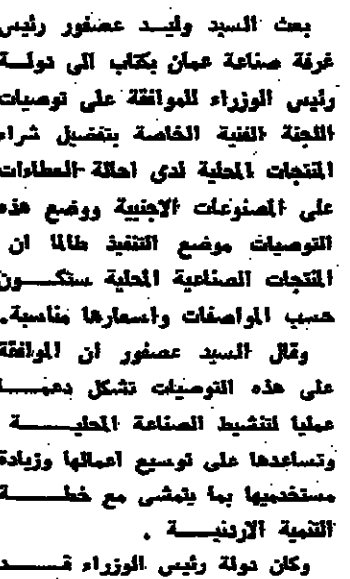 بعث السيد وليد عصفور رئيس
غرفة صناعة عمان بكتاب الى دولة
رئيس الوزراء للموافقة على توصيات
اللجنة الفنية الخاصة بتفضيل شراء
المنتجات المحلية لدى احالة العطاءات
على المصنوعات الاجنبية ووضع هذه
التوصيات موضع التنفيذ طالما ان
المنتجات الصناعية المحلية ستكون
حسب المواصفات واسعارها مناسبة.
وقال السيد عصفور ان الموافقة
على هذه التوصيات تشكل دعما
عمليا لتنشيط الصناعة المحلية
وتساعدها على توسيع اعمالها وزيادة
مستخدميها بما يتمشى مع خطة
التنمية الاردنية .
وكان دولة رئيس الوزراء قد